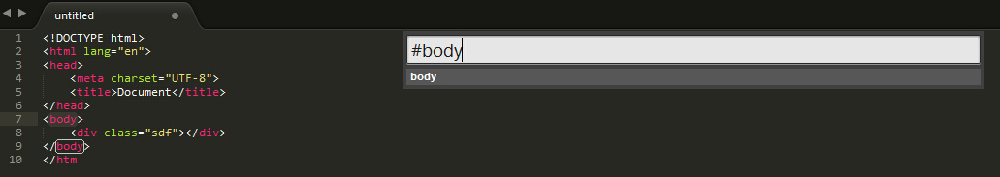 untitled
1 <!DOCTYPE html>
2 <html lang="en">
3 <head>
4     <meta charset="UTF-8">
5     <title>Document</title>
6 </head>
7 <body>
8     <div class="sdf"></div>
9 </body>
10 </htm
#body
body